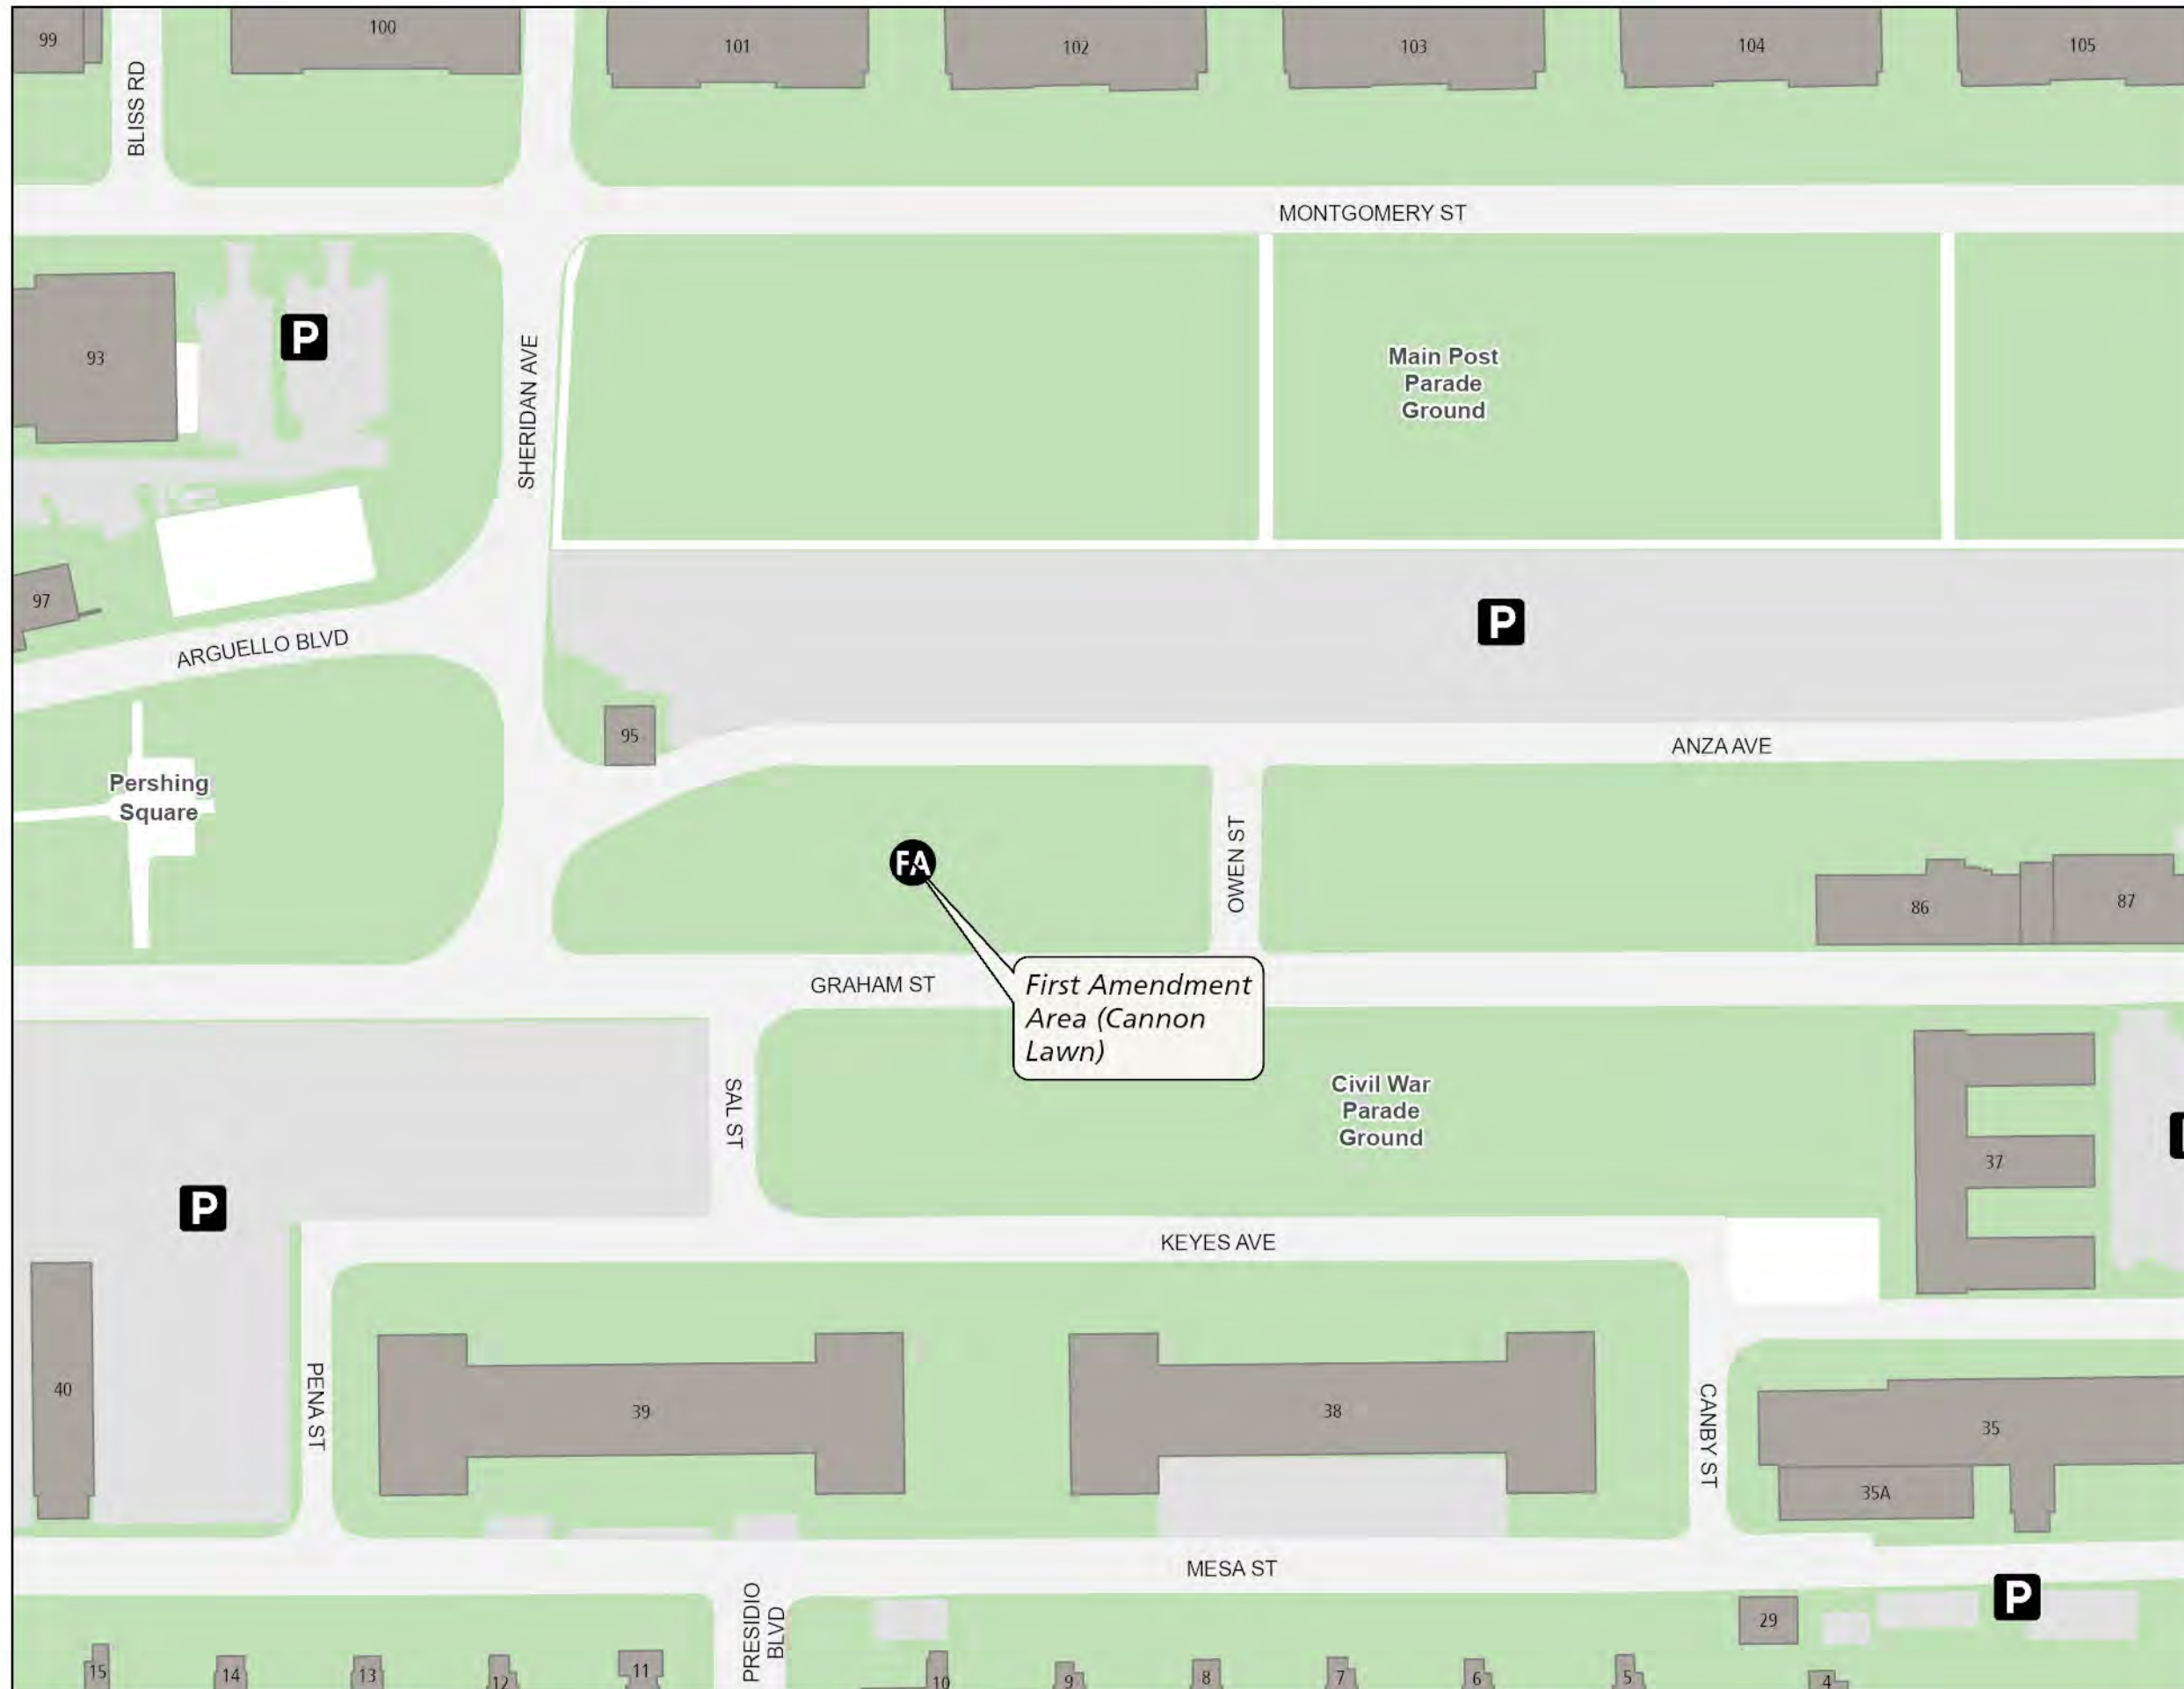 99
100
101
102
103
104
105
BLISS RD
MONTGOMERY ST
93
P
SHERIDAN AVE
Main Post
Parade
Ground
97
ARGUELLO BLVD
P
95
ANZA AVE
Pershing
Square
FA
OWEN ST
86
87
GRAHAM ST
First Amendment
Area (Cannon
Lawn)
SAL ST
Civil War
Parade
Ground
37
P
KEYES AVE
40
PENA ST
39
38
CANBY ST
35
35A
MESA ST
P
PRESIDIO
BLVD
29
15
14
13
12
11
10
9
8
7
6
5
4